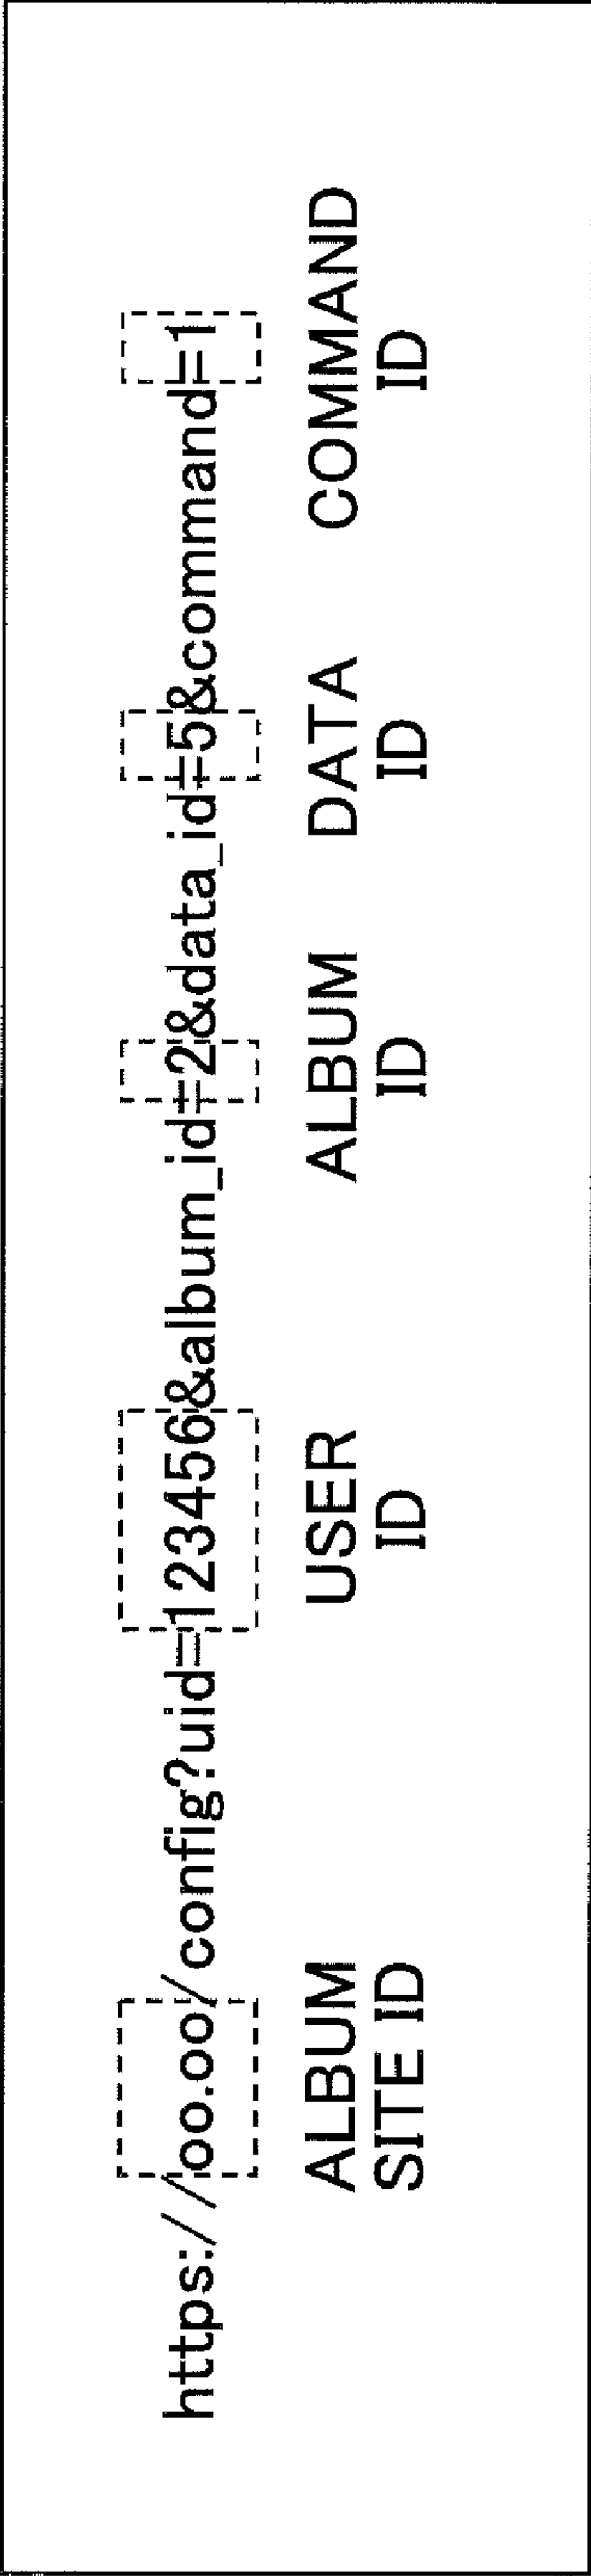 https://oo.oo/config?uid=123456&album_id=2&data_id=5&command=1
ALBUM SITE ID
USER ID
ALBUM ID
DATA ID
COMMAND ID